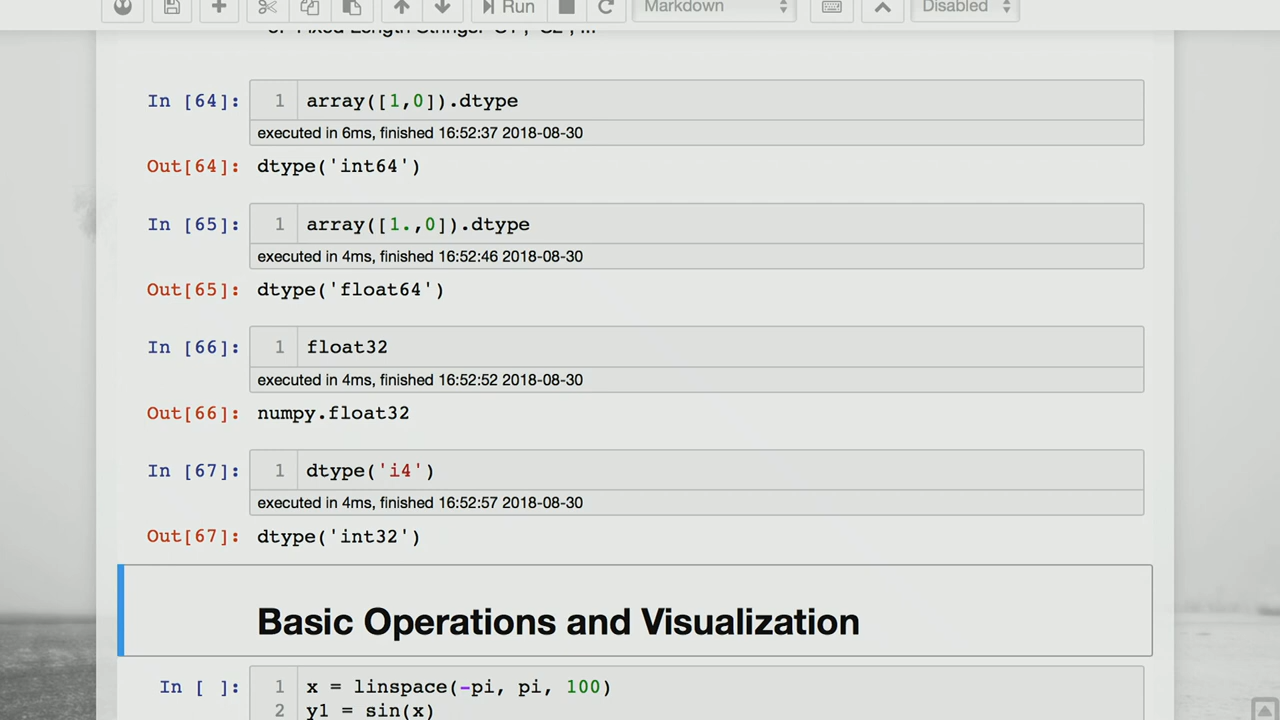 Run Markdown Disabled
In [64]: 1 array([1,0]).dtype
executed in 6ms, finished 16:52:37 2018-08-30
Out[64]: dtype('int64')
In [65]: 1 array([1.,0]).dtype
executed in 4ms, finished 16:52:46 2018-08-30
Out[65]: dtype('float64')
In [66]: 1 float32
executed in 4ms, finished 16:52:52 2018-08-30
Out[66]: numpy.float32
In [67]: 1 dtype('i4')
executed in 4ms, finished 16:52:57 2018-08-30
Out[67]: dtype('int32')
Basic Operations and Visualization
In [ ]: 1 x = linspace(-pi, pi, 100)
2 y1 = sin(x)